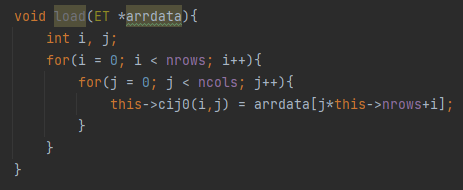 void load(ET *arrdata){
    int i, j;
    for(i = 0; i < nrows; i++){
        for(j = 0; j < ncols; j++){
            this->cij0(i,j) = arrdata[j*this->nrows+i];
        }
    }
}